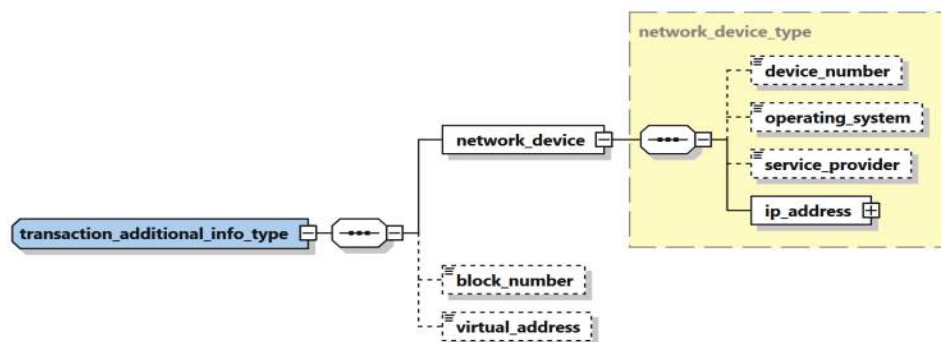 network_device_type
device_number
operating_system
network_device
service_provider
ip_address
transaction_additional_info_type
block_number
virtual_address